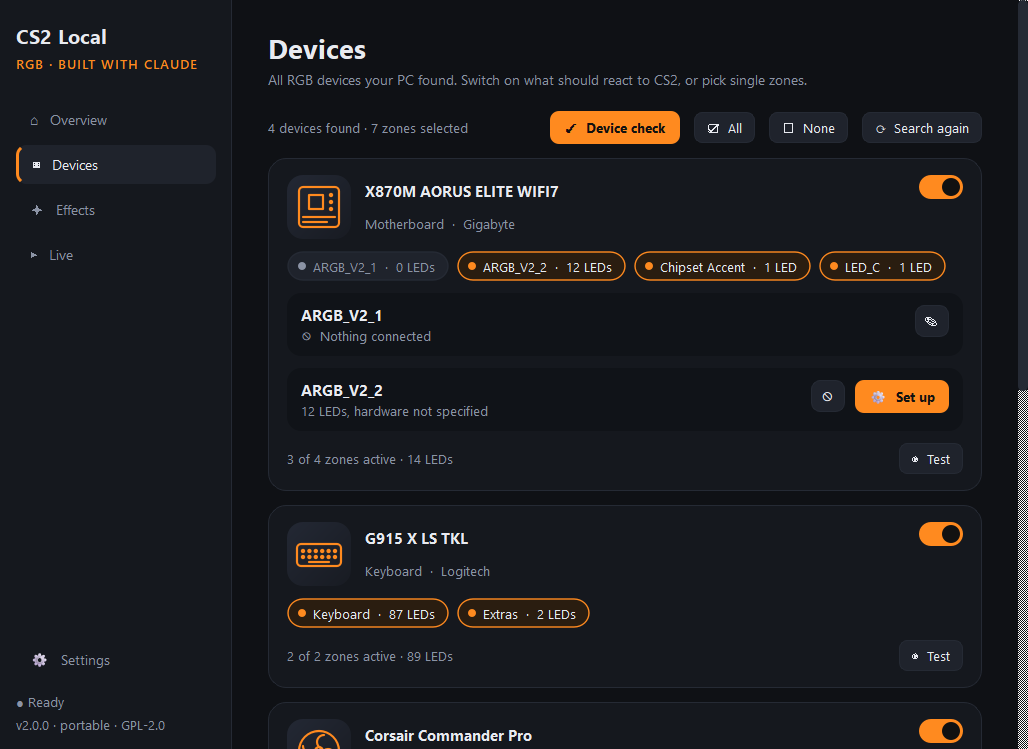 CS2 Local
RGB · BUILT WITH CLAUDE
Overview
Devices
Effects
Live
Settings
Ready
v2.0.0 · portable · GPL-2.0
Devices
All RGB devices your PC found. Switch on what should react to CS2, or pick single zones.
4 devices found · 7 zones selected
Device check
All
None
Search again
X870M AORUS ELITE WIFI7
Motherboard · Gigabyte
ARGB_V2_1 · 0 LEDs
ARGB_V2_2 · 12 LEDs
Chipset Accent · 1 LED
LED_C · 1 LED
ARGB_V2_1
Nothing connected
ARGB_V2_2
12 LEDs, hardware not specified
Set up
3 of 4 zones active · 14 LEDs
Test
G915 X LS TKL
Keyboard · Logitech
Keyboard · 87 LEDs
Extras · 2 LEDs
2 of 2 zones active · 89 LEDs
Test
Corsair Commander Pro